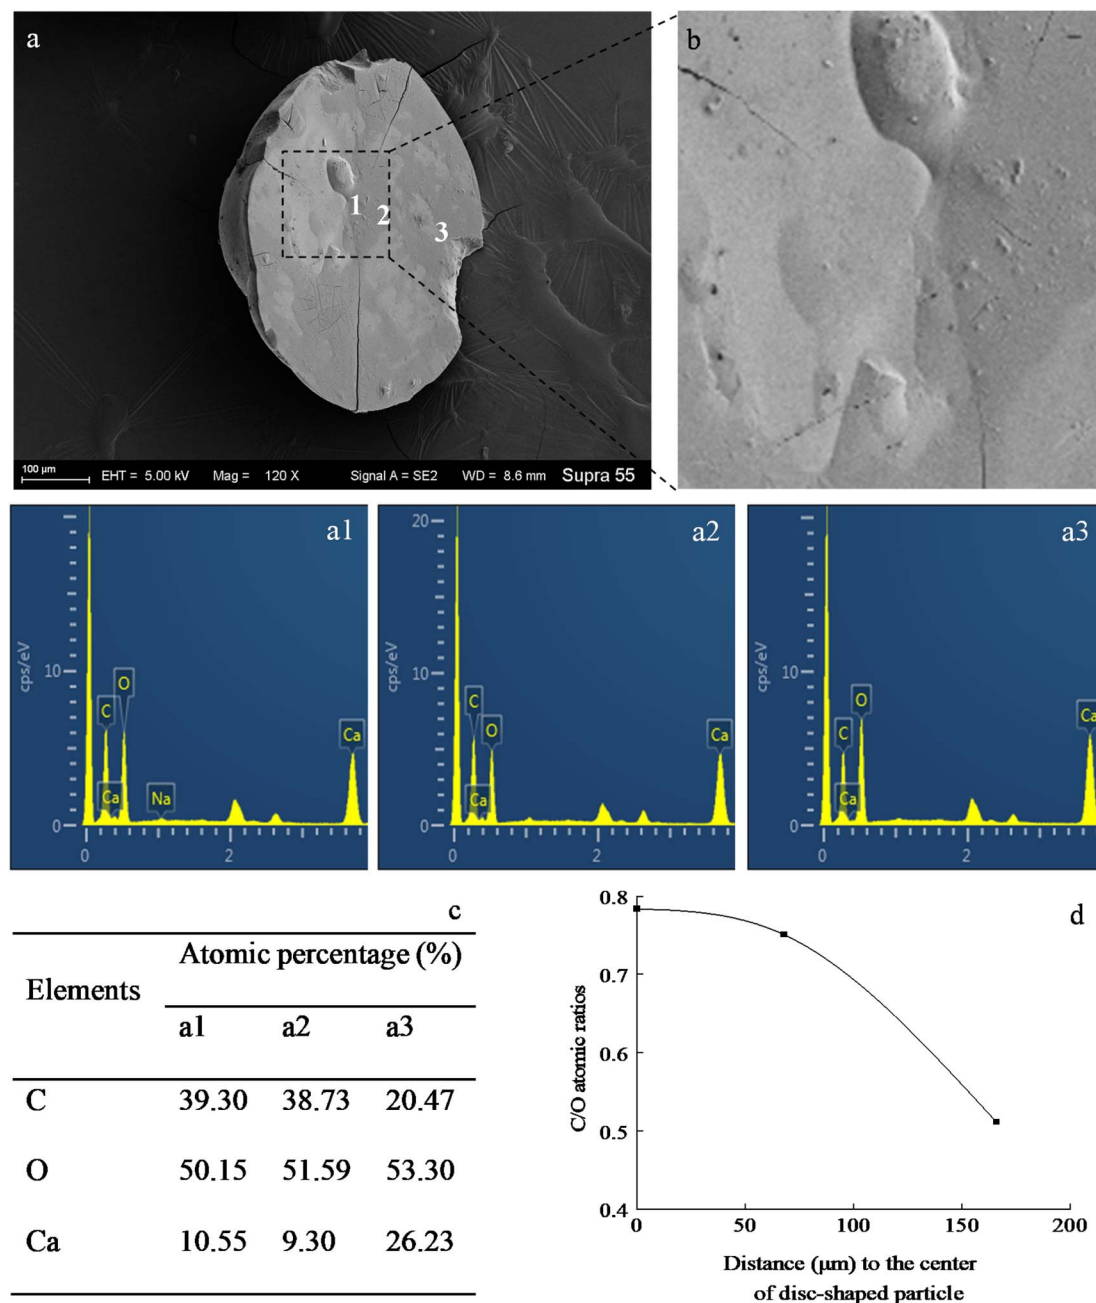 a
b
1
2
3
100 µm
EHT = 5.00 kV
Mag = 120 X
Signal A = SE2
WD = 8.6 mm
Supra 55
a1
cps/eV
10
0
C
O
Ca
Na
Ca
0
2
a2
cps/eV
20
10
0
C
O
Ca
Ca
0
2
a3
cps/eV
10
0
C
O
Ca
Ca
0
2
c
Elements
Atomic percentage (%)
a1 a2 a3
C 39.30 38.73 20.47
O 50.15 51.59 53.30
Ca 10.55 9.30 26.23
d
C/O atomic ratios
0.8
0.7
0.6
0.5
0.4
0 50 100 150 200
Distance (µm) to the center
of disc-shaped particle